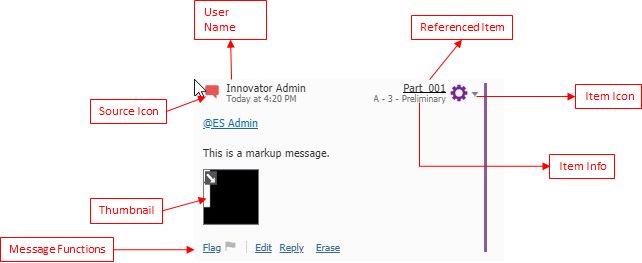 User
Name
Referenced Item
Innovator Admin
Part_001
Today at 4:20 PM
A - 3 - Preliminary
Item Icon
Source Icon
@ES Admin
This is a markup message.
Item Info
Thumbnail
Message Functions
Flag Edit Reply Erase